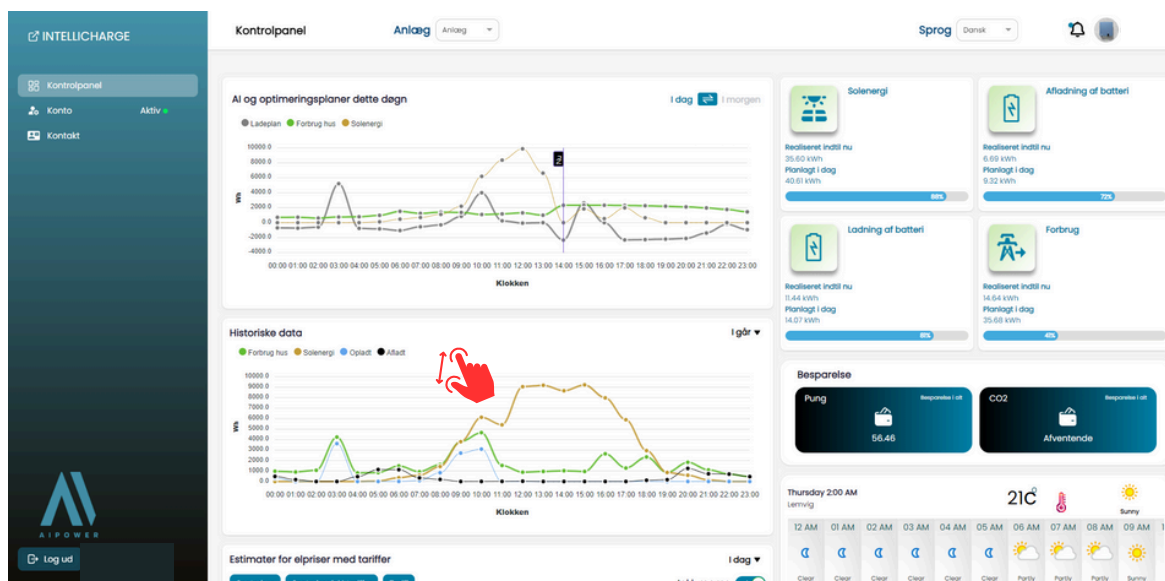 INTELLICHARGE
Kontrolpanel
Konto Aktiv
Kontakt
AIPOWER
Log ud
Kontrolpanel Anlæg Anlæg Sprog Dansk
AI og optimeringsplaner dette døgn I dag I morgen
Ladeplan Forbrug hus Solenergi
Nu
10000.0
8000.0
6000.0
4000.0
2000.0
0.0
-2000.0
-4000.0
Wh
00:00 01:00 02:00 03:00 04:00 05:00 06:00 07:00 08:00 09:00 10:00 11:00 12:00 13:00 14:00 15:00 16:00 17:00 18:00 19:00 20:00 21:00 22:00 23:00
Klokken
Historiske data I går
Forbrug hus Solenergi Opladt Afladt
10000.0
9000.0
8000.0
7000.0
6000.0
5000.0
4000.0
3000.0
2000.0
1000.0
0.0
Wh
00:00 01:00 02:00 03:00 04:00 05:00 06:00 07:00 08:00 09:00 10:00 11:00 12:00 13:00 14:00 15:00 16:00 17:00 18:00 19:00 20:00 21:00 22:00 23:00
Klokken
Estimater for elpriser med tariffer I dag
Solenergi
Realiseret indtil nu
35.60 kWh
Planlagt i dag
40.61 kWh
88%
Afladning af batteri
Realiseret indtil nu
6.69 kWh
Planlagt i dag
9.32 kWh
72%
Ladning af batteri
Realiseret indtil nu
11.44 kWh
Planlagt i dag
14.07 kWh
81%
Forbrug
Realiseret indtil nu
14.64 kWh
Planlagt i dag
35.68 kWh
41%
Besparelse
Pung Besparelse i alt
56.46
CO2 Besparelse i alt
Afventende
Thursday 2:00 AM
Lemvig
21C
Sunny
12 AM 01 AM 02 AM 03 AM 04 AM 05 AM 06 AM 07 AM 08 AM 09 AM
Clear Clear Clear Clear Clear Clear Partly Partly Partly Sunny